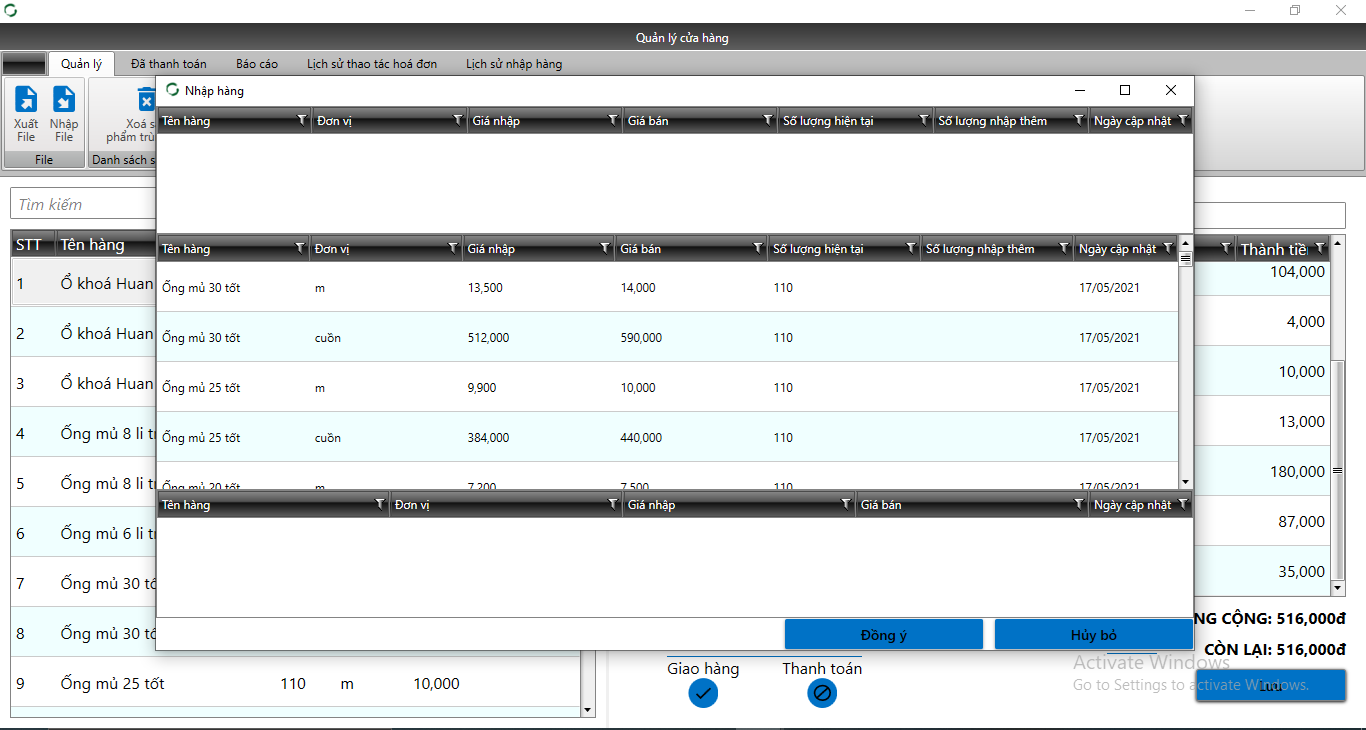 Quản lý cửa hàng
Quản lý Đã thanh toán Báo cáo Lịch sử thao tác hoá đơn Lịch sử nhập hàng
Xuất File
Nhập File
Xoá s
phẩm trù
File
Danh sách s
Tìm kiếm
STT Tên hàng
1 Ổ khoá Huan
2 Ổ khoá Huan
3 Ổ khoá Huan
4 Ống mủ 8 li tr
5 Ống mủ 8 li tr
6 Ống mủ 6 li tr
7 Ống mủ 30 tố
8 Ống mủ 30 tố
9 Ống mủ 25 tốt 110 m 10,000
Nhập hàng
Tên hàng Đơn vị Giá nhập Giá bán Số lượng hiện tại Số lượng nhập thêm Ngày cập nhật
Tên hàng Đơn vị Giá nhập Giá bán Số lượng hiện tại Số lượng nhập thêm Ngày cập nhật
Ống mủ 30 tốt m 13,500 14,000 110 17/05/2021
Ống mủ 30 tốt cuồn 512,000 590,000 110 17/05/2021
Ống mủ 25 tốt m 9,900 10,000 110 17/05/2021
Ống mủ 25 tốt cuồn 384,000 440,000 110 17/05/2021
Ống mủ 20 tốt m 7,200 7,500 110 17/05/2021
Tên hàng Đơn vị Giá nhập Giá bán Ngày cập nhật
Đồng ý Hủy bỏ
Thành tiề
104,000
4,000
10,000
13,000
180,000
87,000
35,000
NG CỘNG: 516,000đ
CÒN LẠI: 516,000đ
Giao hàng Thanh toán
Activate Windows
Go to Settings to activate Windows.